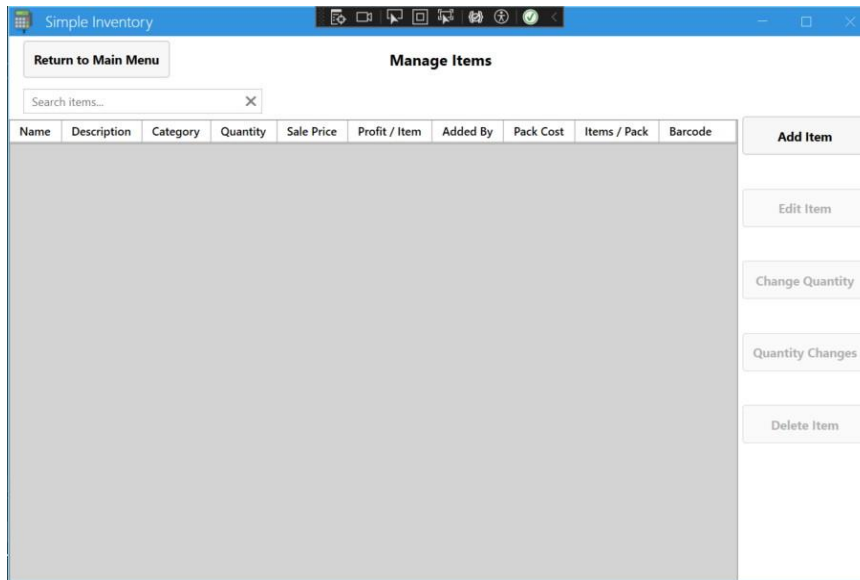 Simple Inventory
Return to Main Menu
Manage Items
Search items...
Name Description Category Quantity Sale Price Profit / Item Added By Pack Cost Items / Pack Barcode
Add Item
Edit Item
Change Quantity
Quantity Changes
Delete Item